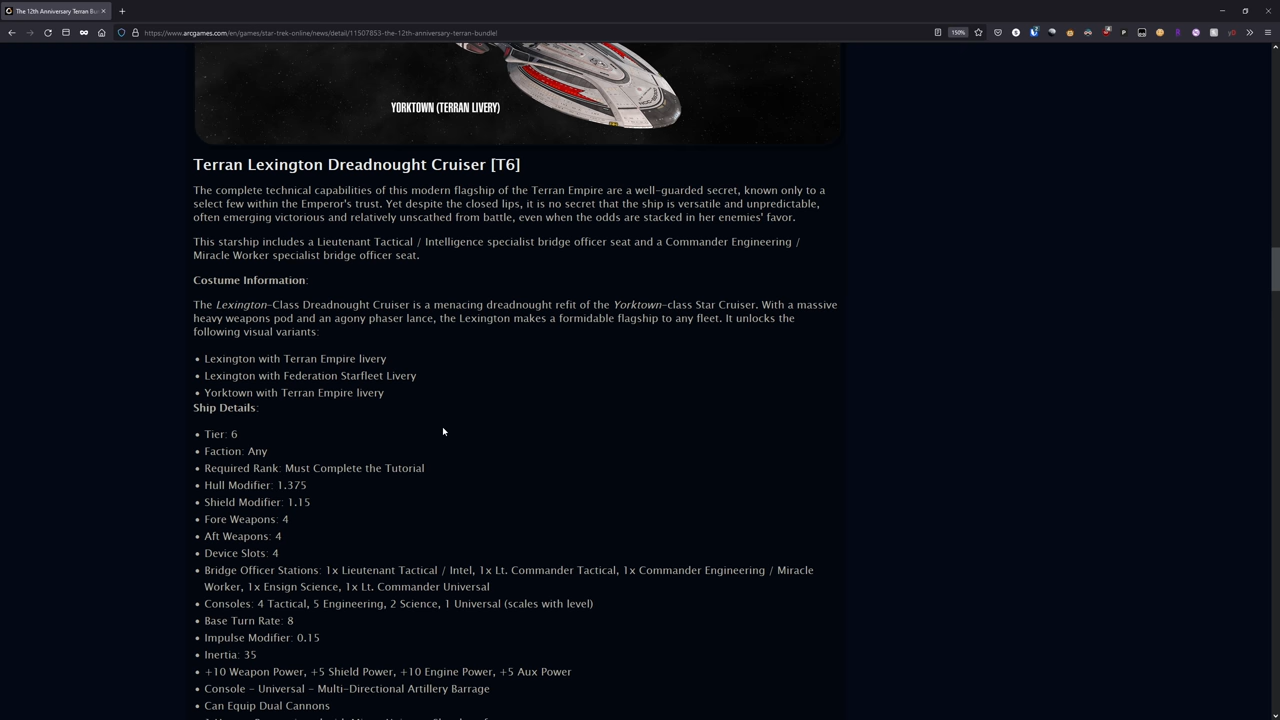 The 12th Anniversary Terran Bu
https://www.arcgames.com/en/games/star-trek-online/news/detail/11507853-the-12th-anniversary-terran-bundle
150%
YORKTOWN (TERRAN LIVERY)
Terran Lexington Dreadnought Cruiser [T6]
The complete technical capabilities of this modern flagship of the Terran Empire are a well-guarded secret, known only to a
select few within the Emperor's trust. Yet despite the closed lips, it is no secret that the ship is versatile and unpredictable,
often emerging victorious and relatively unscathed from battle, even when the odds are stacked in her enemies' favor.
This starship includes a Lieutenant Tactical / Intelligence specialist bridge officer seat and a Commander Engineering /
Miracle Worker specialist bridge officer seat.
Costume Information:
The Lexington-Class Dreadnought Cruiser is a menacing dreadnought refit of the Yorktown-class Star Cruiser. With a massive
heavy weapons pod and an agony phaser lance, the Lexington makes a formidable flagship to any fleet. It unlocks the
following visual variants:
• Lexington with Terran Empire livery
• Lexington with Federation Starfleet Livery
• Yorktown with Terran Empire livery
Ship Details:
• Tier: 6
• Faction: Any
• Required Rank: Must Complete the Tutorial
• Hull Modifier: 1.375
• Shield Modifier: 1.15
• Fore Weapons: 4
• Aft Weapons: 4
• Device Slots: 4
• Bridge Officer Stations: 1x Lieutenant Tactical / Intel, 1x Lt. Commander Tactical, 1x Commander Engineering / Miracle
Worker, 1x Ensign Science, 1x Lt. Commander Universal
• Consoles: 4 Tactical, 5 Engineering, 2 Science, 1 Universal (scales with level)
• Base Turn Rate: 8
• Impulse Modifier: 0.15
• Inertia: 35
• +10 Weapon Power, +5 Shield Power, +10 Engine Power, +5 Aux Power
• Console - Universal - Multi-Directional Artillery Barrage
• Can Equip Dual Cannons